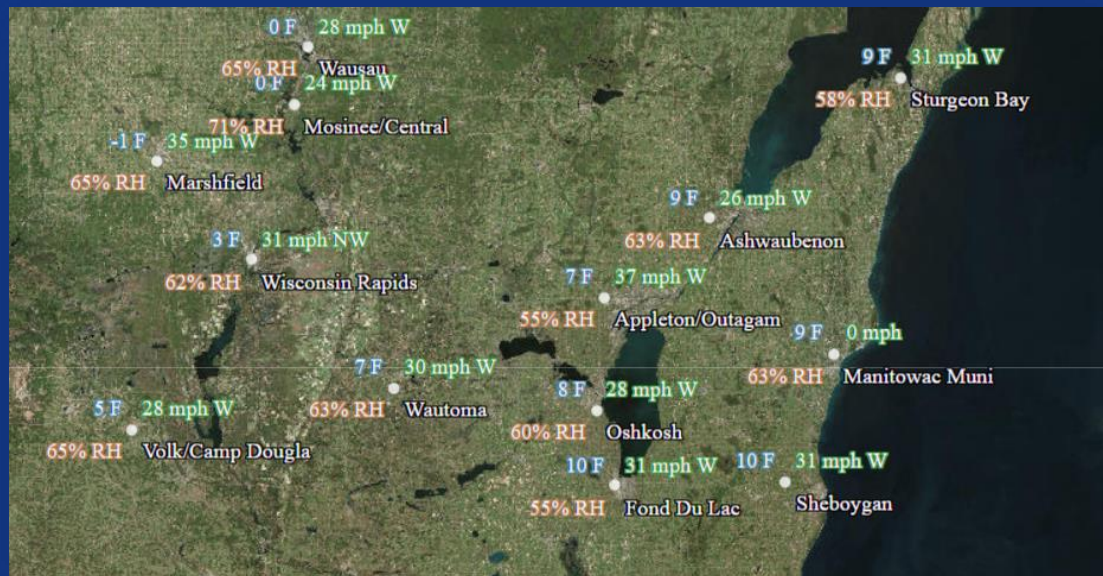 0 F 28 mph W
65% RH Wausau
0 F 24 mph W
71% RH Mosinee/Central
-1 F 35 mph W
65% RH Marshfield
3 F 31 mph NW
62% RH Wisconsin Rapids
9 F 31 mph W
58% RH Sturgeon Bay
9 F 26 mph W
63% RH Ashwaubenon
7 F 37 mph W
55% RH Appleton/Outagam
9 F 0 mph
63% RH Manitowac Muni
7 F 30 mph W
63% RH Wautoma
8 F 28 mph W
60% RH Oshkosh
5 F 28 mph W
65% RH Volk/Camp Dougla
10 F 31 mph W
55% RH Fond Du Lac
10 F 31 mph W
Sheboygan